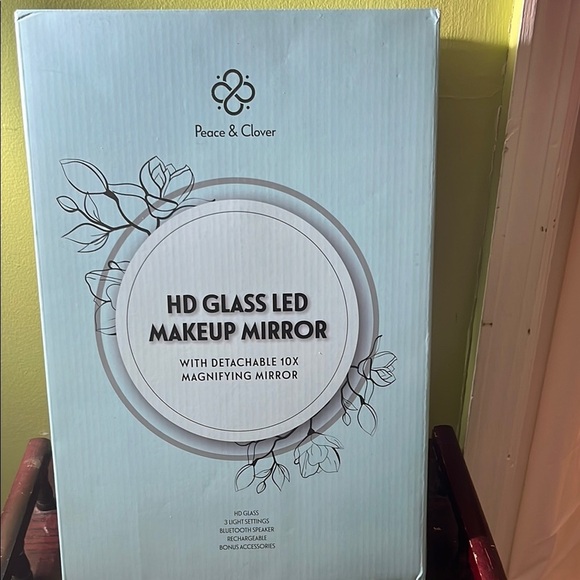 Peace & Clover
HD GLASS LED
MAKEUP MIRROR
WITH DETACHABLE 10X
MAGNIFYING MIRROR
HD GLASS
3 LIGHT SETTINGS
BLUETOOTH SPEAKER
RECHARGEABLE
BONUS ACCESSORIES